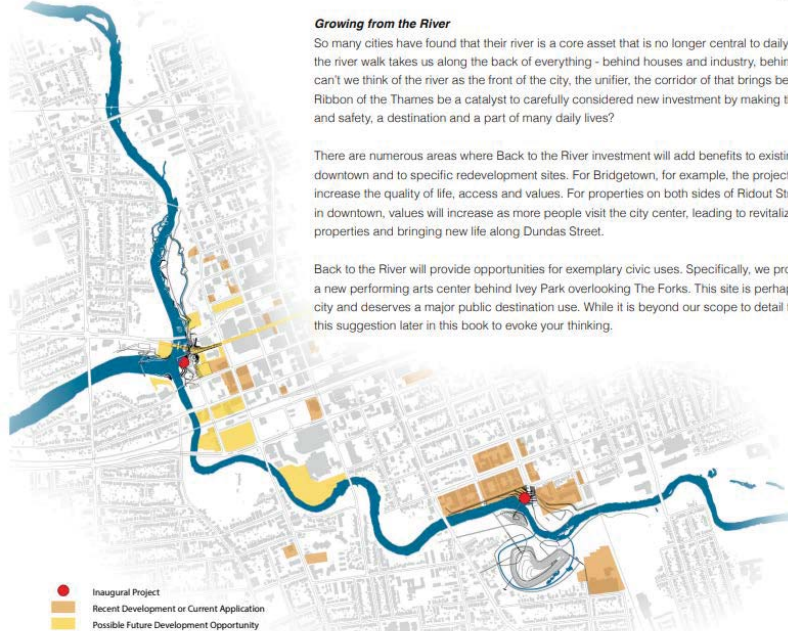 Growing from the River
So many cities have found that their river is a core asset that is no longer central to daily
the river walk takes us along the back of everything - behind houses and industry, behin
can't we think of the river as the front of the city, the unifier, the corridor of that brings be
Ribbon of the Thames be a catalyst to carefully considered new investment by making t
and safety, a destination and a part of many daily lives?
There are numerous areas where Back to the River investment will add benefits to existi
downtown and to specific redevelopment sites. For Bridgetown, for example, the project
increase the quality of life, access and values. For properties on both sides of Ridout St
in downtown, values will increase as more people visit the city center, leading to revitaliz
properties and bringing new life along Dundas Street.
Back to the River will provide opportunities for exemplary civic uses. Specifically, we pro
a new performing arts center behind Ivey Park overlooking The Forks. This site is perhap
city and deserves a major public destination use. While it is beyond our scope to detail
this suggestion later in this book to evoke your thinking.
Inaugural Project
Recent Development or Current Application
Possible Future Development Opportunity